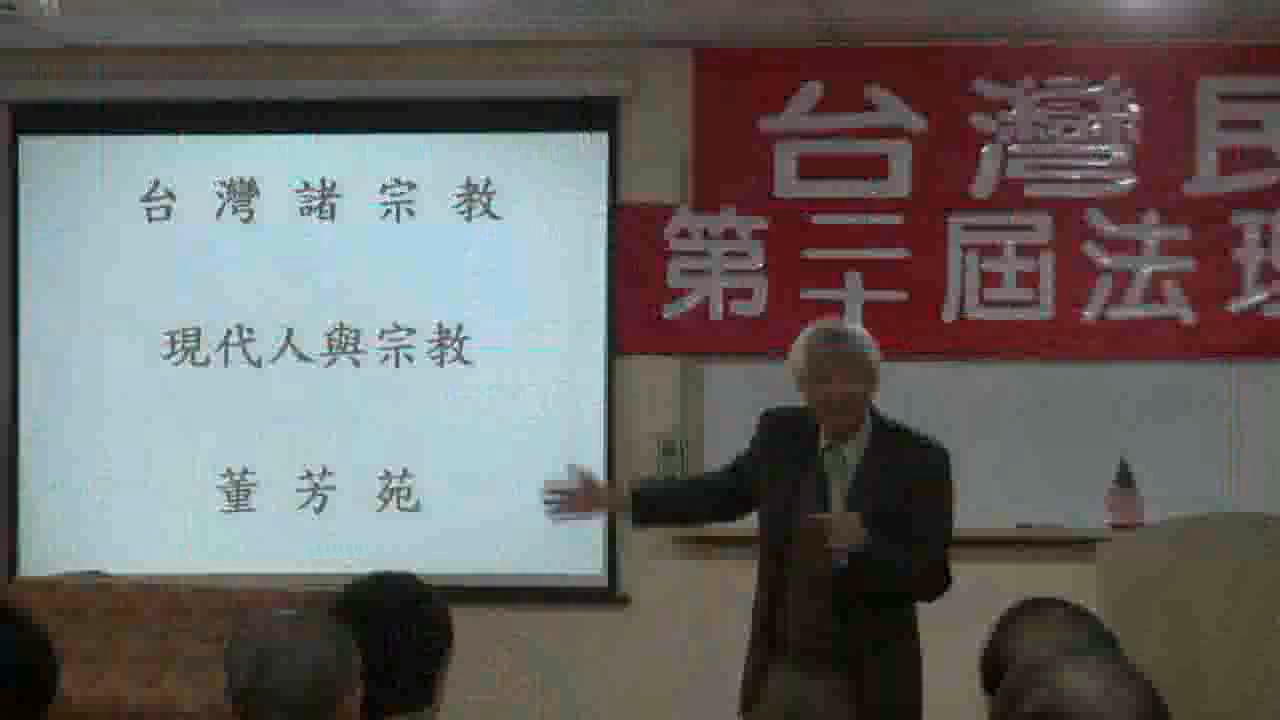 台灣諸宗教
現代人與宗教
董芳苑
台灣
第二十屆法